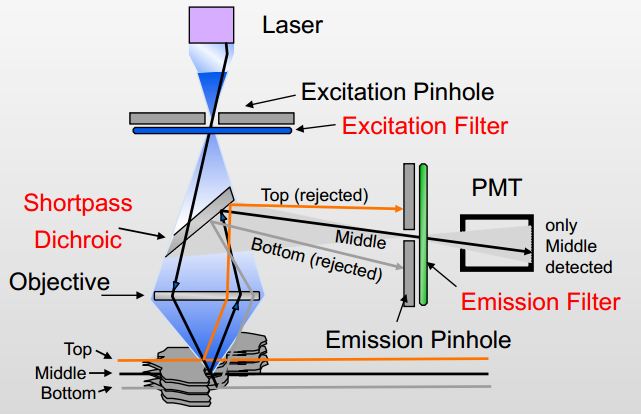 Laser
Excitation Pinhole
Excitation Filter
Shortpass
Dichroic
Top (rejected)
Middle
Bottom (rejected)
PMT
only
Middle
detected
Objective
Emission Filter
Emission Pinhole
Top
Middle
Bottom